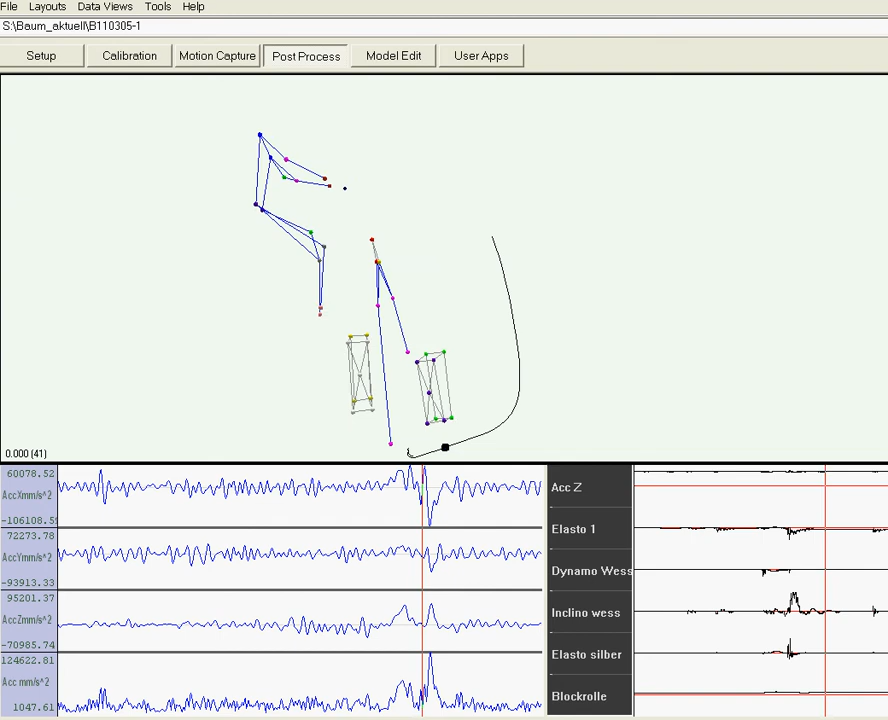 File Layouts Data Views Tools Help
S:\Baum_aktuell\B110305-1
Setup Calibration Motion Capture Post Process Model Edit User Apps
0.000 (41)
60078.52
AccXmm/s^2
-106108.5
72273.78
AccYmm/s^2
-93913.33
95201.37
AccZmm/s^2
-70985.74
124622.81
Acc mm/s^2
1047.61
Acc Z
Elasto 1
Dynamo Wess
Inclino wess
Elasto silber
Blockrolle